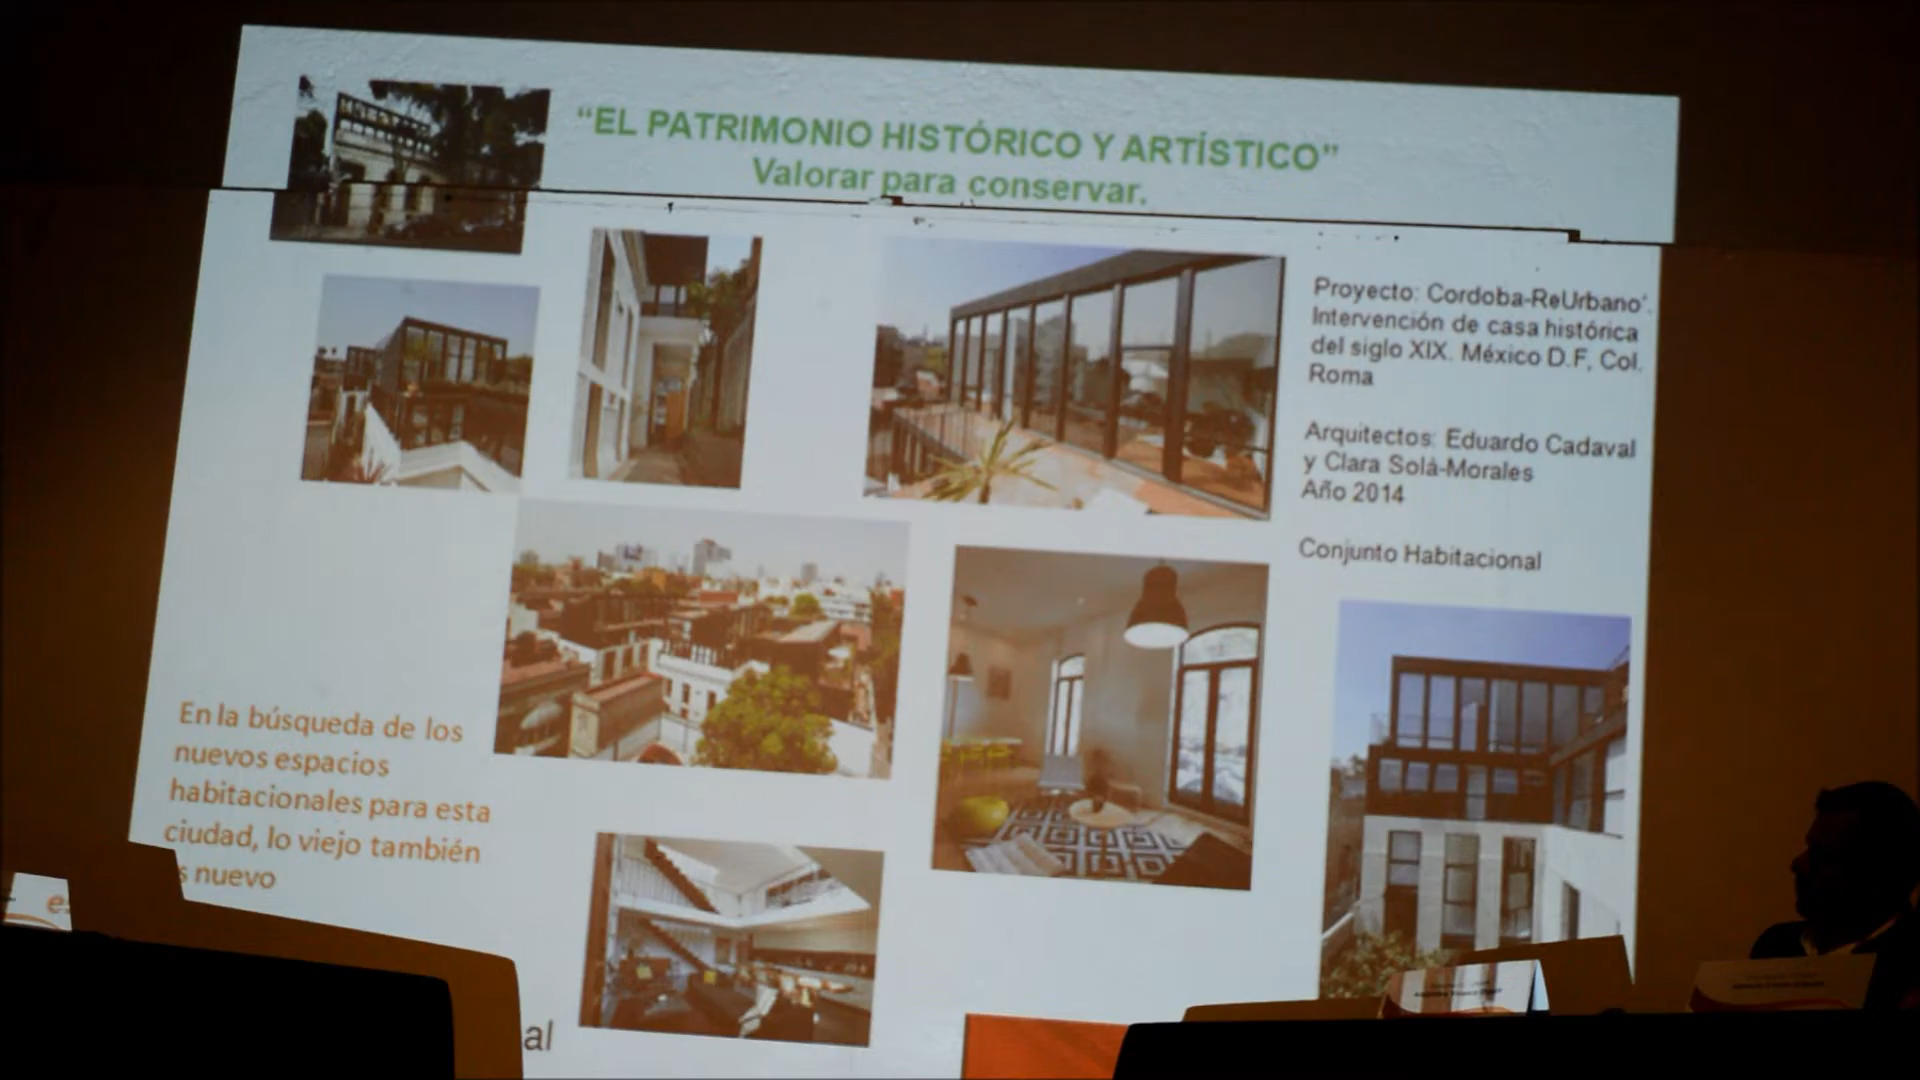 “EL PATRIMONIO HISTÓRICO Y ARTÍSTICO”
Valorar para conservar.
Proyecto: Cordoba-ReUrbano'.
Intervención de casa histórica
del siglo XIX. México D.F, Col.
Roma
Arquitectos: Eduardo Cadaval
y Clara Solà-Morales
Año 2014
Conjunto Habitacional
En la búsqueda de los
nuevos espacios
habitacionales para esta
ciudad, lo viejo también
s nuevo
al